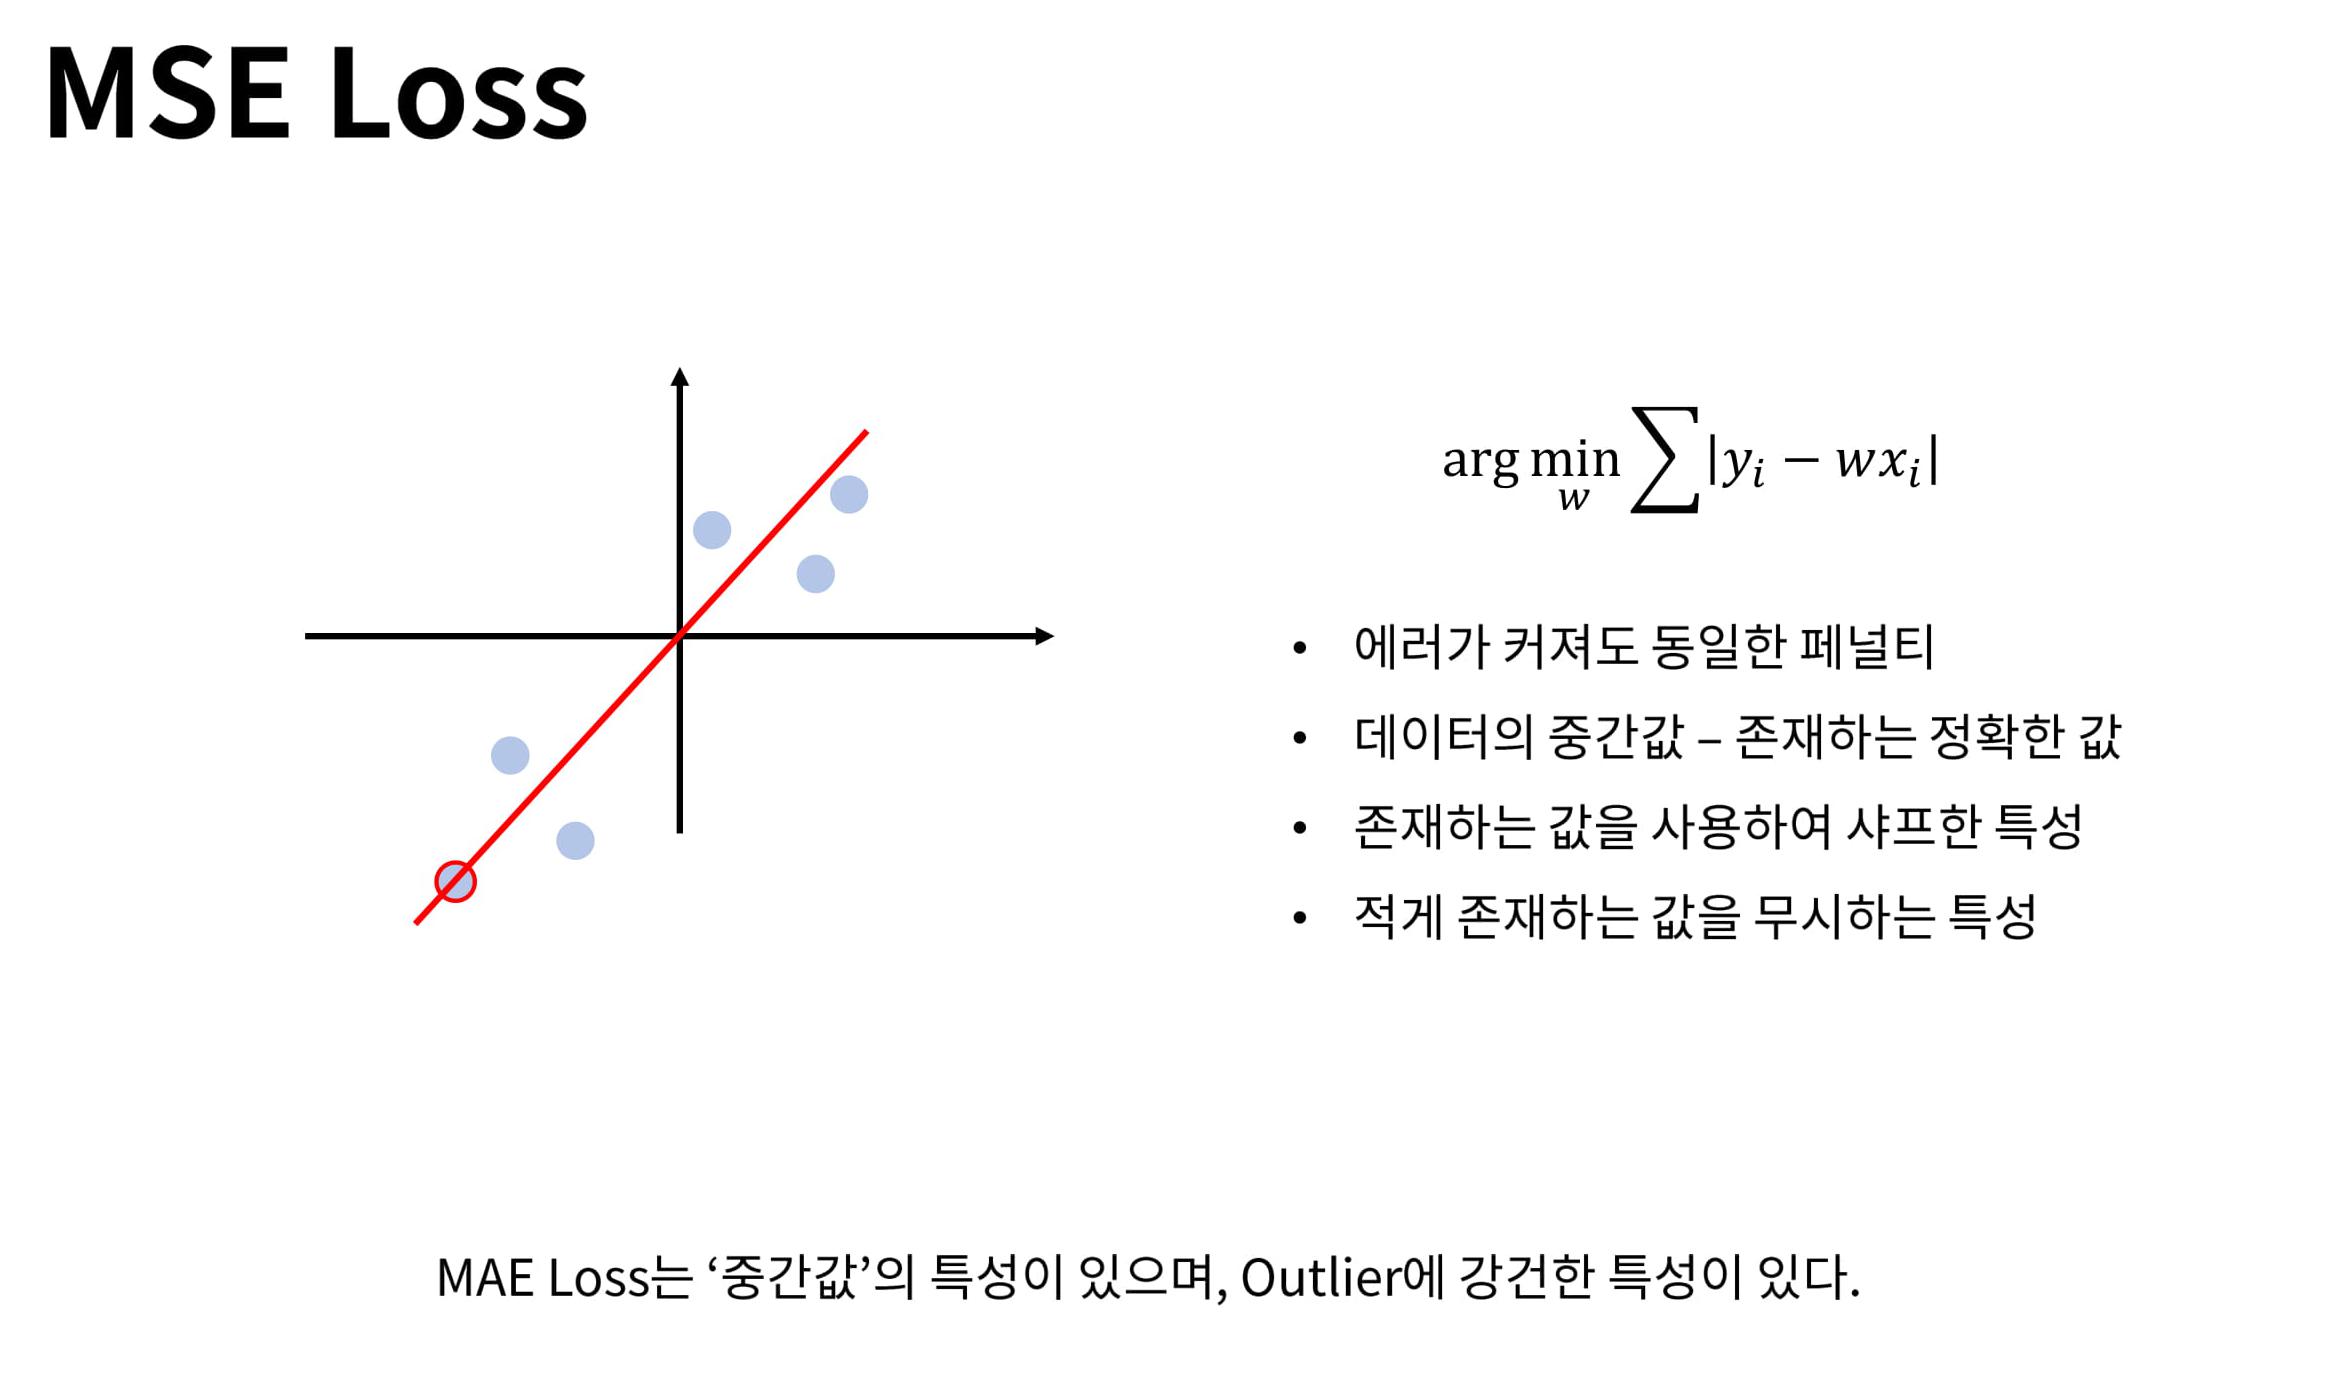 MSE Loss
arg min_w ∑|y_i − wx_i|
• 에러가 커져도 동일한 페널티
• 데이터의 중간값 – 존재하는 정확한 값
• 존재하는 값을 사용하여 샤프한 특성
• 적게 존재하는 값을 무시하는 특성
MAE Loss는 ‘중간값’의 특성이 있으며, Outlier에 강건한 특성이 있다.